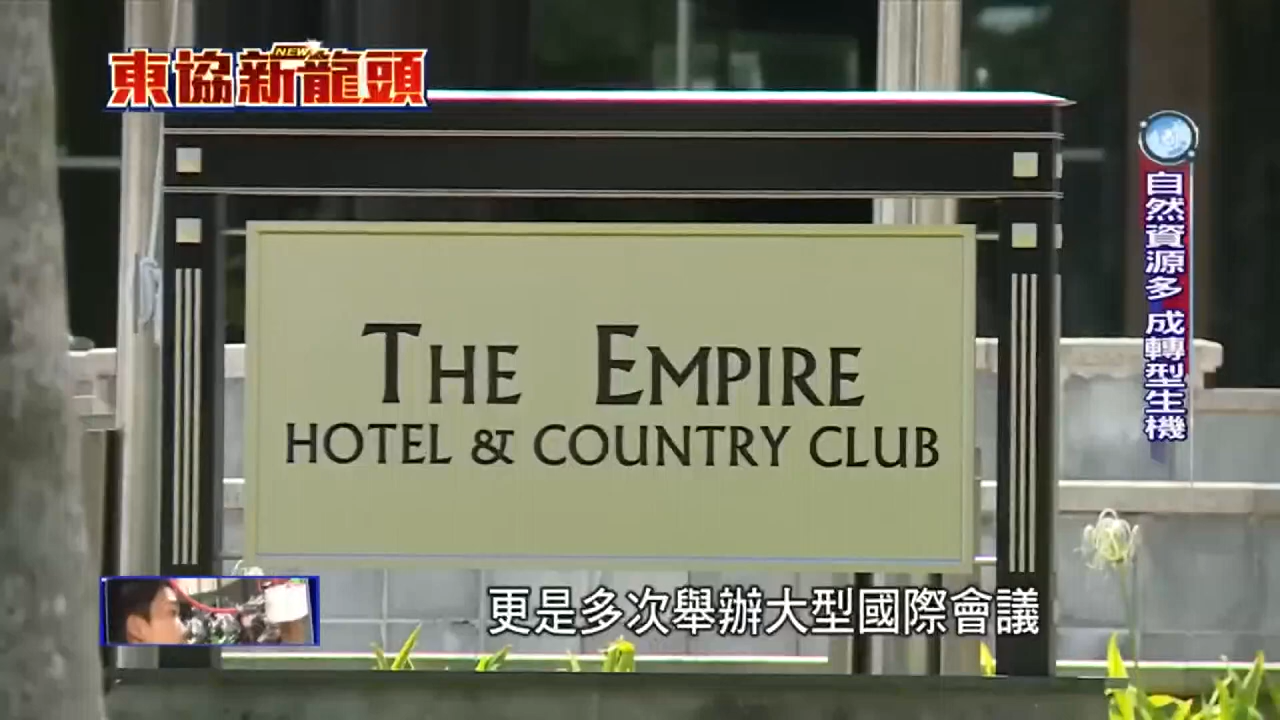 東協新龍頭
NEW
自然資源多 成轉型生機
THE EMPIRE
HOTEL & COUNTRY CLUB
更是多次舉辦大型國際會議